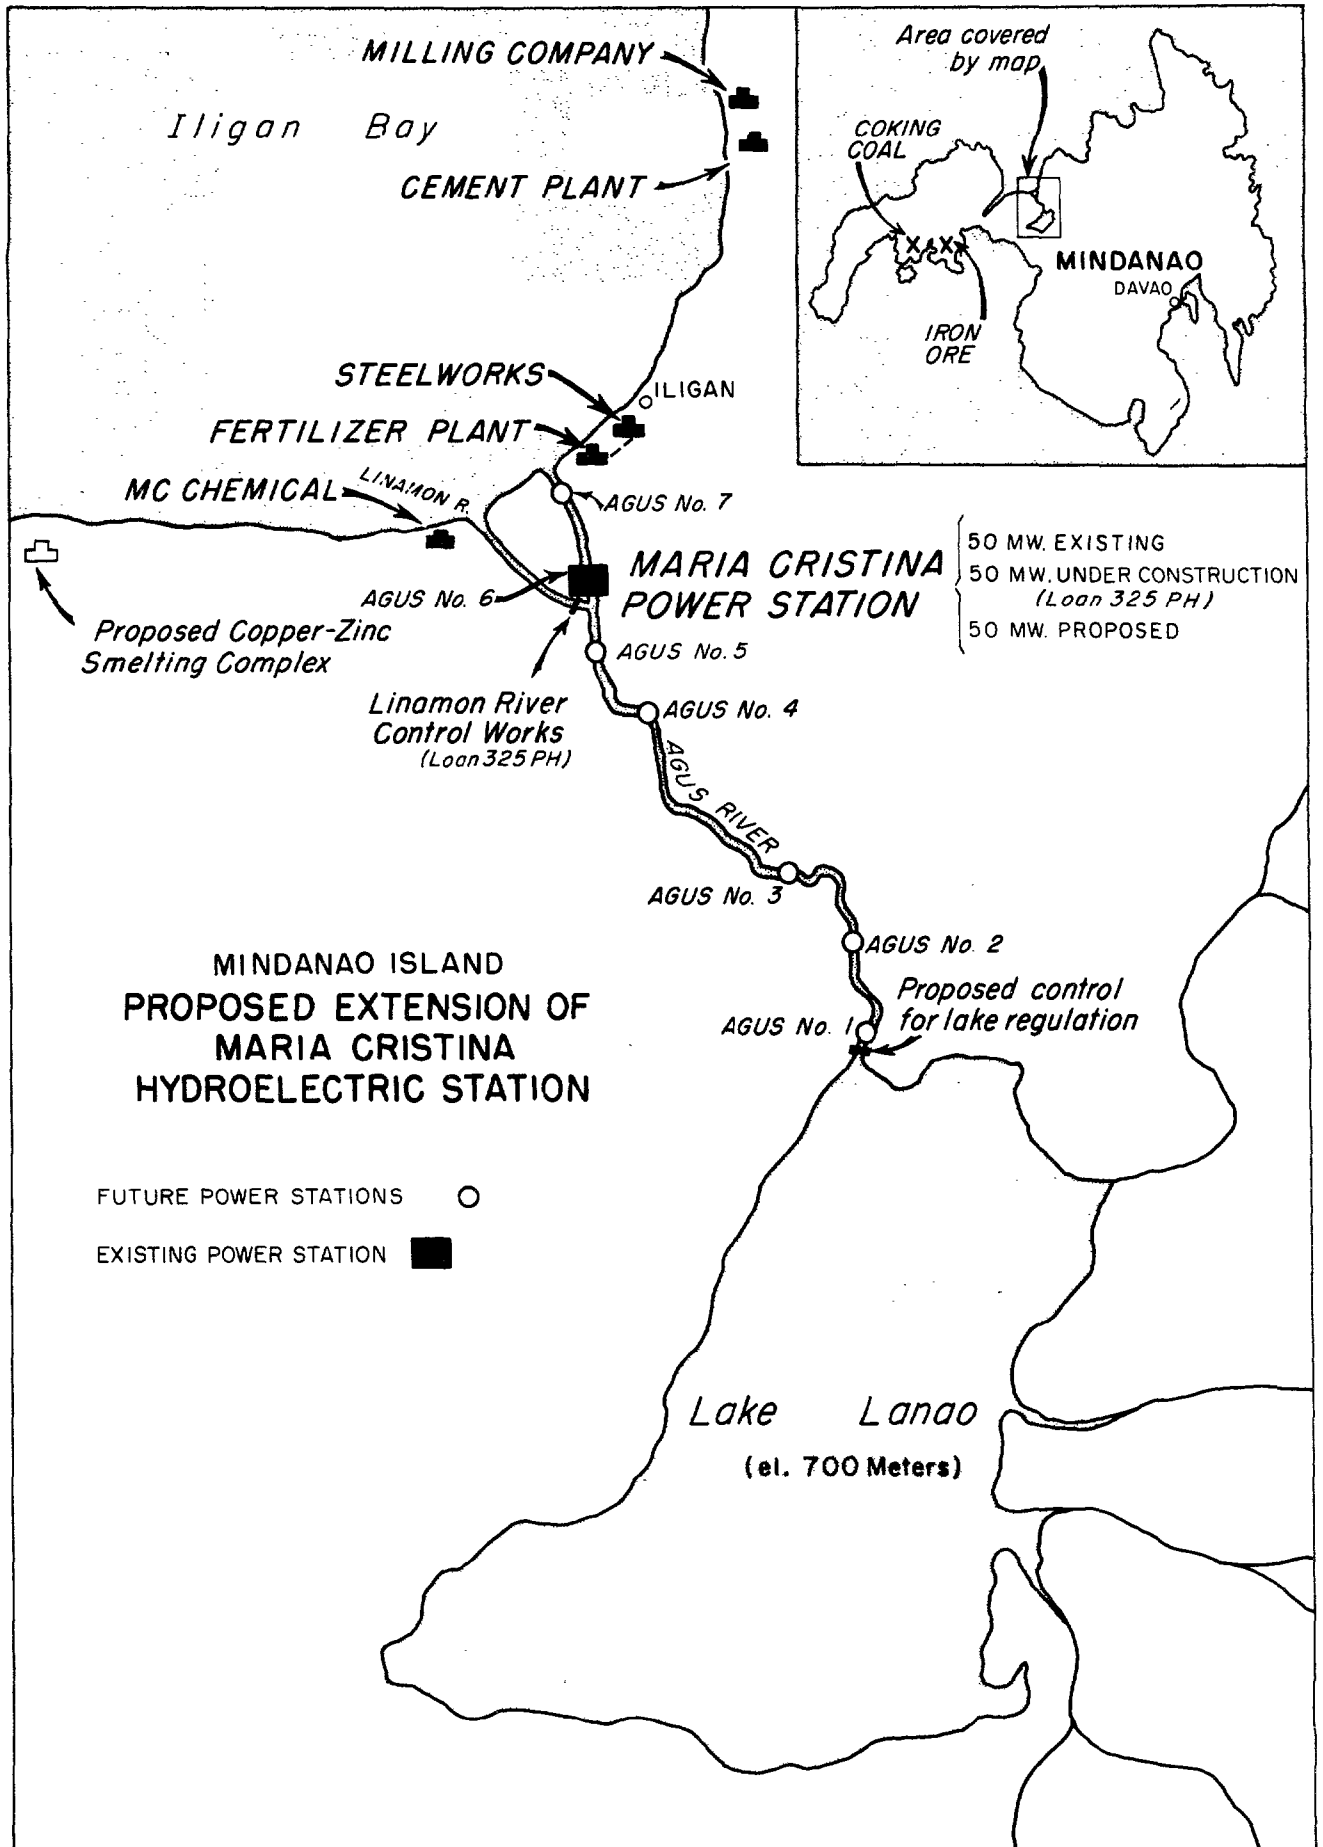 MILLING COMPANY
Iligan Bay
CEMENT PLANT
Area covered
by map
COKING
COAL
MINDANAO
DAVAO
IRON
ORE
STEELWORKS
ILIGAN
FERTILIZER PLANT
LINAMON R.
MC CHEMICAL
AGUS No. 7
MARIA CRISTINA
POWER STATION
50 MW. EXISTING
50 MW. UNDER CONSTRUCTION
(Loan 325 PH)
50 MW. PROPOSED
AGUS No. 6
Proposed Copper-Zinc
Smelting Complex
AGUS No. 5
Linamon River
Control Works
(Loan 325 PH)
AGUS No. 4
AGUS RIVER
AGUS No. 3
AGUS No. 2
MINDANAO ISLAND
PROPOSED EXTENSION OF
MARIA CRISTINA
HYDROELECTRIC STATION
Proposed control
for lake regulation
AGUS No. 1
FUTURE POWER STATIONS
EXISTING POWER STATION
Lake Lanao
(el. 700 Meters)